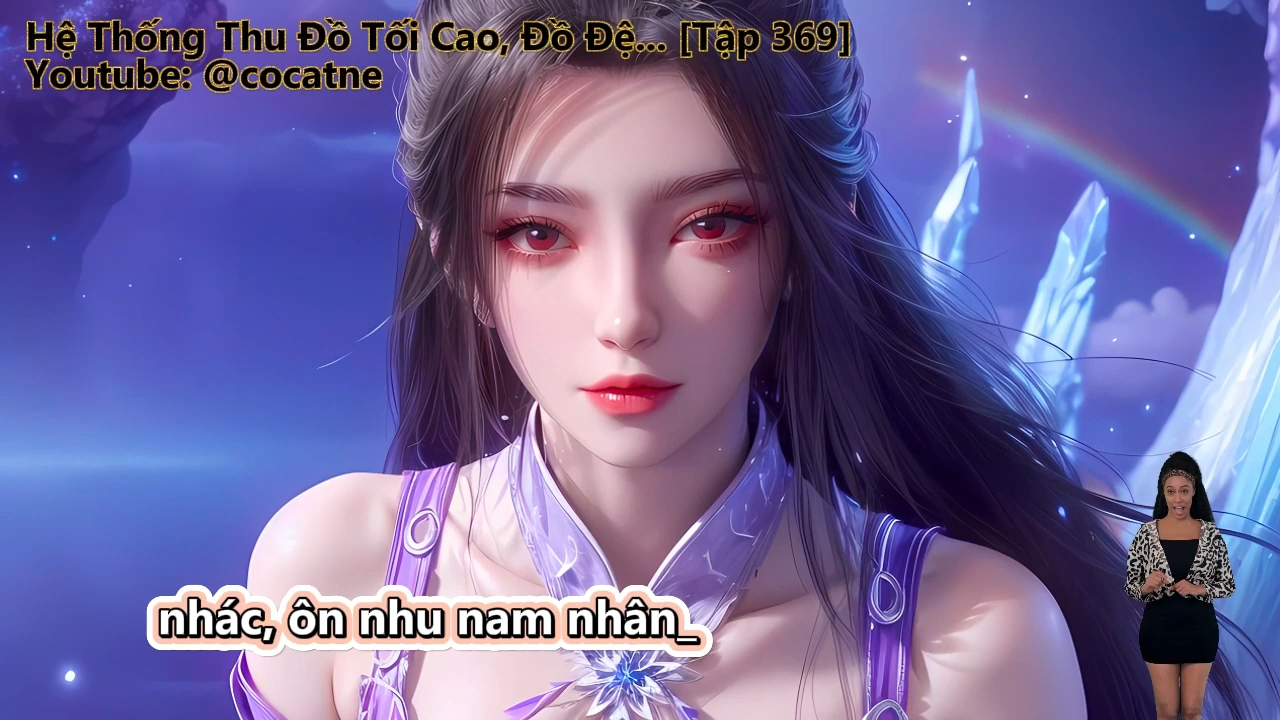 Hệ Thống Thu Đồ Tối Cao, Đồ Đệ... [Tập 369]
Youtube: @cocatne
nhác, ôn nhu nam nhân_